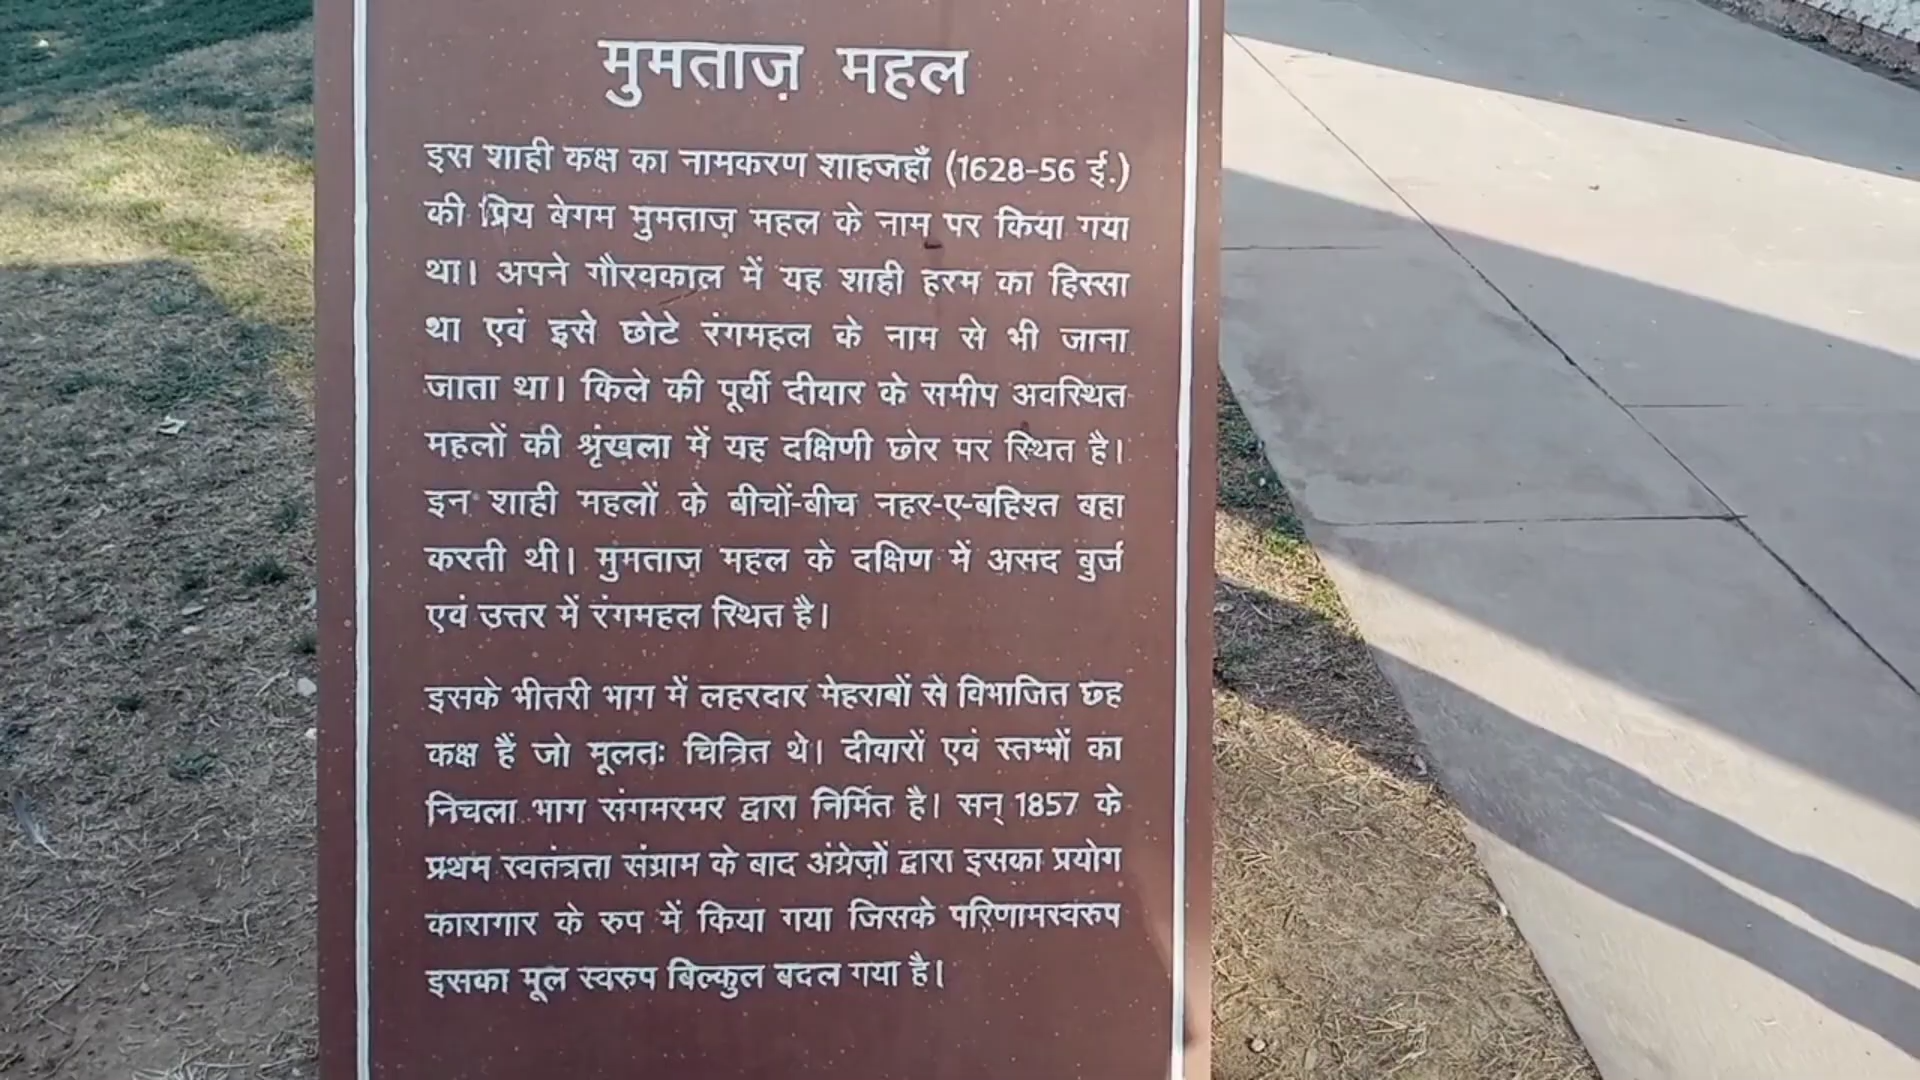 मुमताज़ महल
इस शाही कक्ष का नामकरण शाहजहाँ (1628-56 ई.)
की प्रिय बेगम मुमताज़ महल के नाम पर किया गया
था। अपने गौरवकाल में यह शाही हरम का हिस्सा
था एवं इसे छोटे रंगमहल के नाम से भी जाना
जाता था। किले की पूर्वी दीवार के समीप अवस्थित
महलों की श्रृंखला में यह दक्षिणी छोर पर स्थित है।
इन शाही महलों के बीचों-बीच नहर-ए-बहिश्त बहा
करती थी। मुमताज़ महल के दक्षिण में असद बुर्ज
एवं उत्तर में रंगमहल स्थित है।
इसके भीतरी भाग में लहरदार मेहराबों से विभाजित छह
कक्ष हैं जो मूलतः चित्रित थे। दीवारों एवं स्तम्भों का
निचला भाग संगमरमर द्वारा निर्मित है। सन् 1857 के
प्रथम स्वतंत्रता संग्राम के बाद अंग्रेज़ों द्वारा इसका प्रयोग
कारागार के रुप में किया गया जिसके परिणामस्वरुप
इसका मूल स्वरुप बिल्कुल बदल गया है।